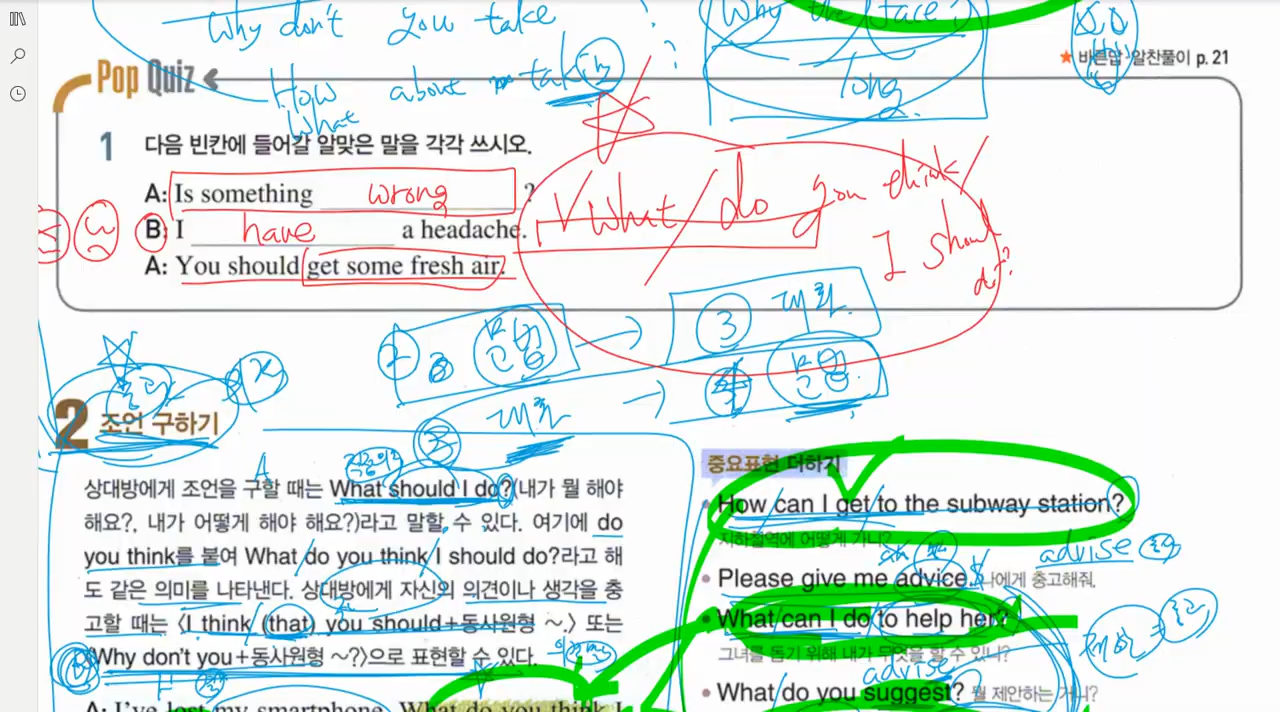 Why don't you take ?
(Why the face?)
long
How about taking ?
What
★ 바른답·알찬풀이 p. 21
Pop Quiz
1 다음 빈칸에 들어갈 알맞은 말을 각각 쓰시오.
A: Is something wrong ?
B: I have a headache.
A: You should get some fresh air.
What / do you think / I should do?
2 조언 구하기
대화
③ 대화
④
상대방에게 조언을 구할 때는 What should I do?(내가 뭘 해야
해요?, 내가 어떻게 해야 해요?)라고 말할 수 있다. 여기에 do
you think를 붙여 What do you think I should do?라고 해
도 같은 의미를 나타낸다. 상대방에게 자신의 의견이나 생각을 충
고할 때는 〈I think (that) you should+동사원형 ~.〉 또는
〈Why don't you+동사원형 ~?〉으로 표현할 수 있다.
A: I've lost my smartphone. What do you think I
중요표현 더하기
• How can I get to the subway station?
지하철역에 어떻게 가니?
advise
• Please give me advice. 나에게 충고해줘.
• What can I do to help her?
그녀를 돕기 위해 내가 무엇을 할 수 있니?
advise
• What do you suggest? 뭘 제안하는 거니?